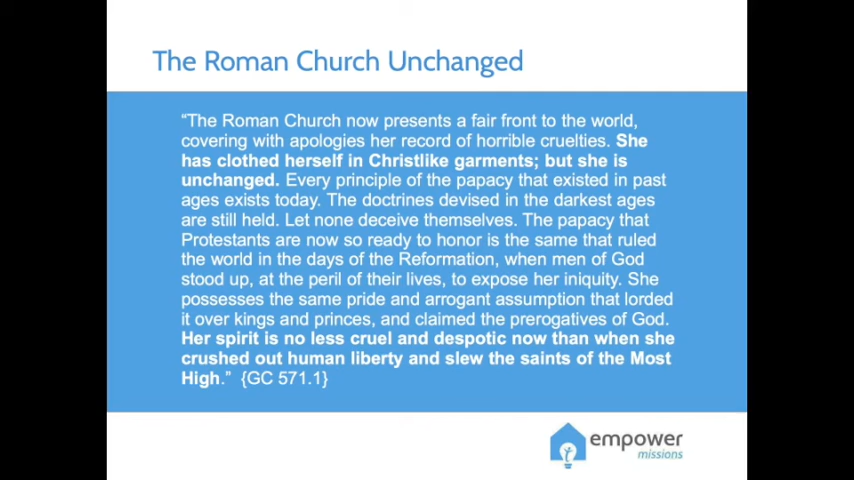 The Roman Church Unchanged
“The Roman Church now presents a fair front to the world,
covering with apologies her record of horrible cruelties. She
has clothed herself in Christlike garments; but she is
unchanged. Every principle of the papacy that existed in past
ages exists today. The doctrines devised in the darkest ages
are still held. Let none deceive themselves. The papacy that
Protestants are now so ready to honor is the same that ruled
the world in the days of the Reformation, when men of God
stood up, at the peril of their lives, to expose her iniquity. She
possesses the same pride and arrogant assumption that lorded
it over kings and princes, and claimed the prerogatives of God.
Her spirit is no less cruel and despotic now than when she
crushed out human liberty and slew the saints of the Most
High.” {GC 571.1}
empower
missions